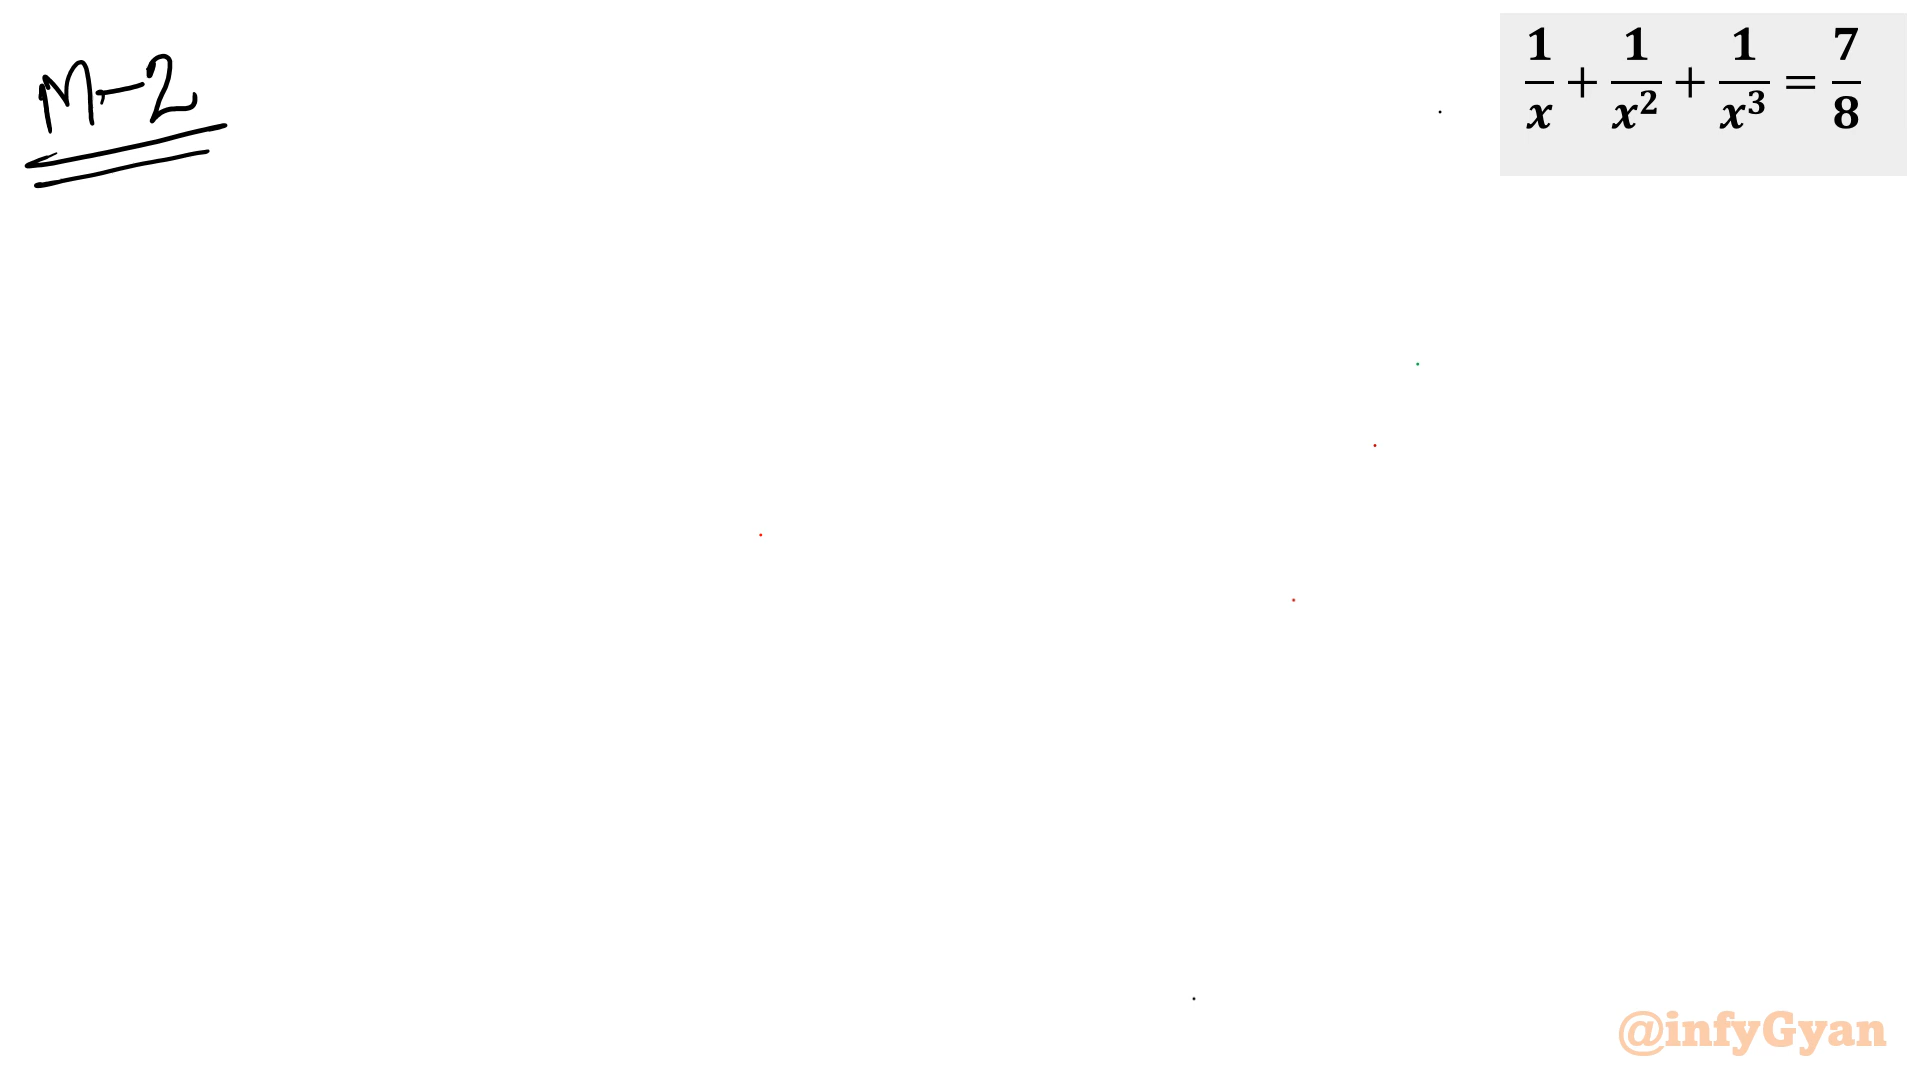 M-2
1/x + 1/x² + 1/x³ = 7/8
@infyGyan